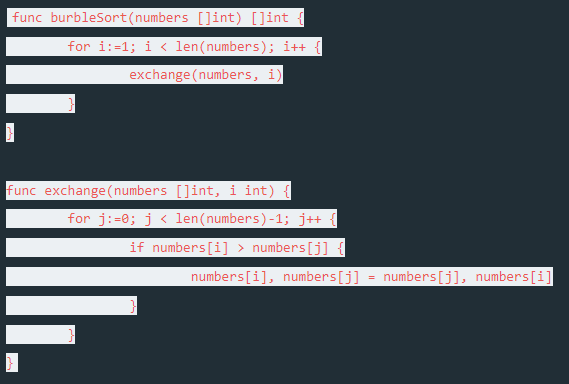 func burbleSort(numbers []int) []int {
for i:=1; i < len(numbers); i++ {
exchange(numbers, i)
}
}
func exchange(numbers []int, i int) {
for j:=0; j < len(numbers)-1; j++ {
if numbers[i] > numbers[j] {
numbers[i], numbers[j] = numbers[j], numbers[i]
}
}
}